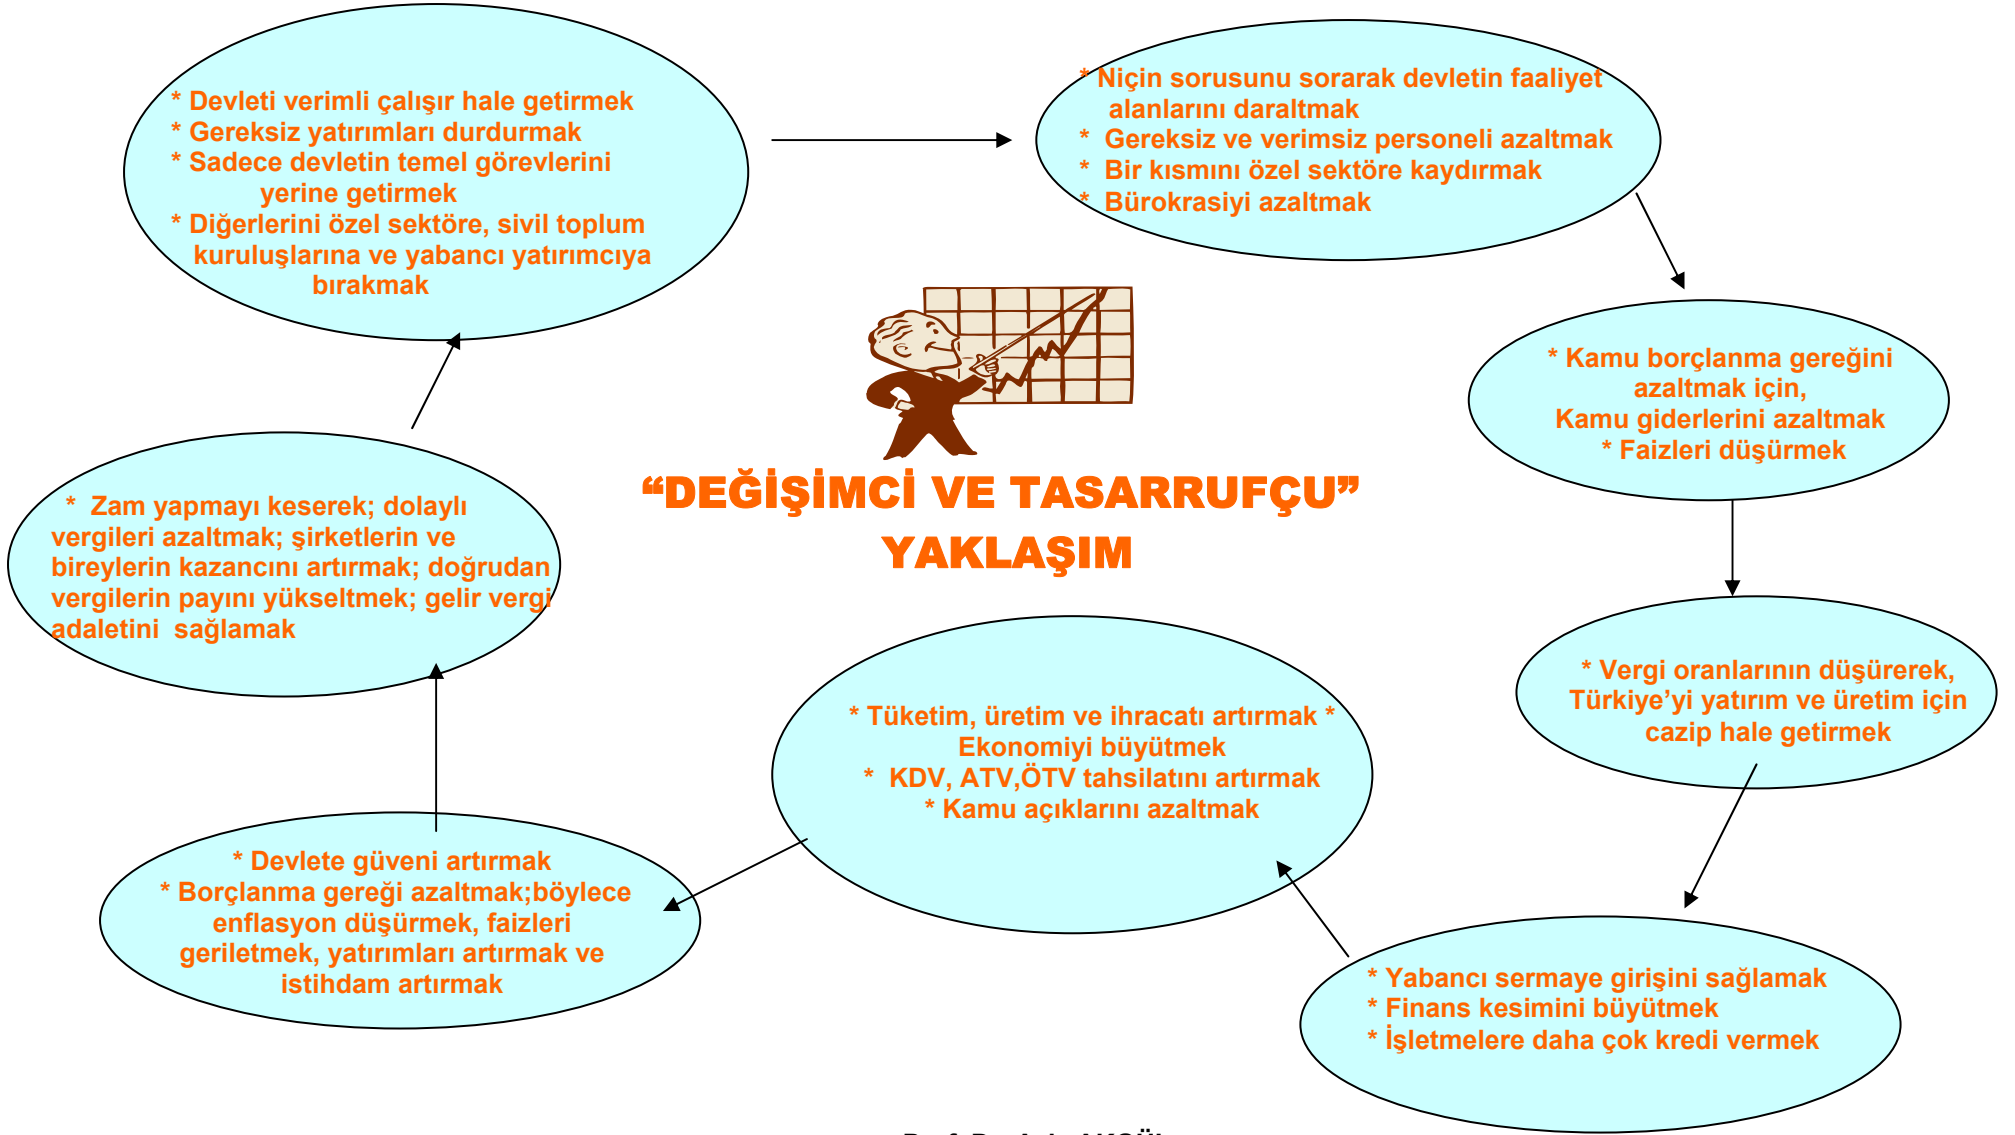 * Devleti verimli çalışır hale getirmek
* Gereksiz yatırımları durdurmak
* Sadece devletin temel görevlerini
yerine getirmek
* Diğerlerini özel sektöre, sivil toplum
kuruluşlarına ve yabancı yatırımcıya
bırakmak
* Niçin sorusunu sorarak devletin faaliyet
alanlarını daraltmak
* Gereksiz ve verimsiz personeli azaltmak
* Bir kısmını özel sektöre kaydırmak
* Bürokrasiyi azaltmak
* Kamu borçlanma gereğini
azaltmak için,
Kamu giderlerini azaltmak
* Faizleri düşürmek
“DEĞİŞİMCİ VE TASARRUFÇU”
YAKLAŞIM
* Vergi oranlarının düşürerek,
Türkiye’yi yatırım ve üretim için
cazip hale getirmek
* Yabancı sermaye girişini sağlamak
* Finans kesimini büyütmek
* İşletmelere daha çok kredi vermek
* Tüketim, üretim ve ihracatı artırmak *
Ekonomiyi büyütmek
* KDV, ATV,ÖTV tahsilatını artırmak
* Kamu açıklarını azaltmak
* Devlete güveni artırmak
* Borçlanma gereği azaltmak;böylece
enflasyon düşürmek, faizleri
geriletmek, yatırımları artırmak ve
istihdam artırmak
* Zam yapmayı keserek; dolaylı
vergileri azaltmak; şirketlerin ve
bireylerin kazancını artırmak; doğrudan
vergilerin payını yükseltmek; gelir vergi
adaletini sağlamak